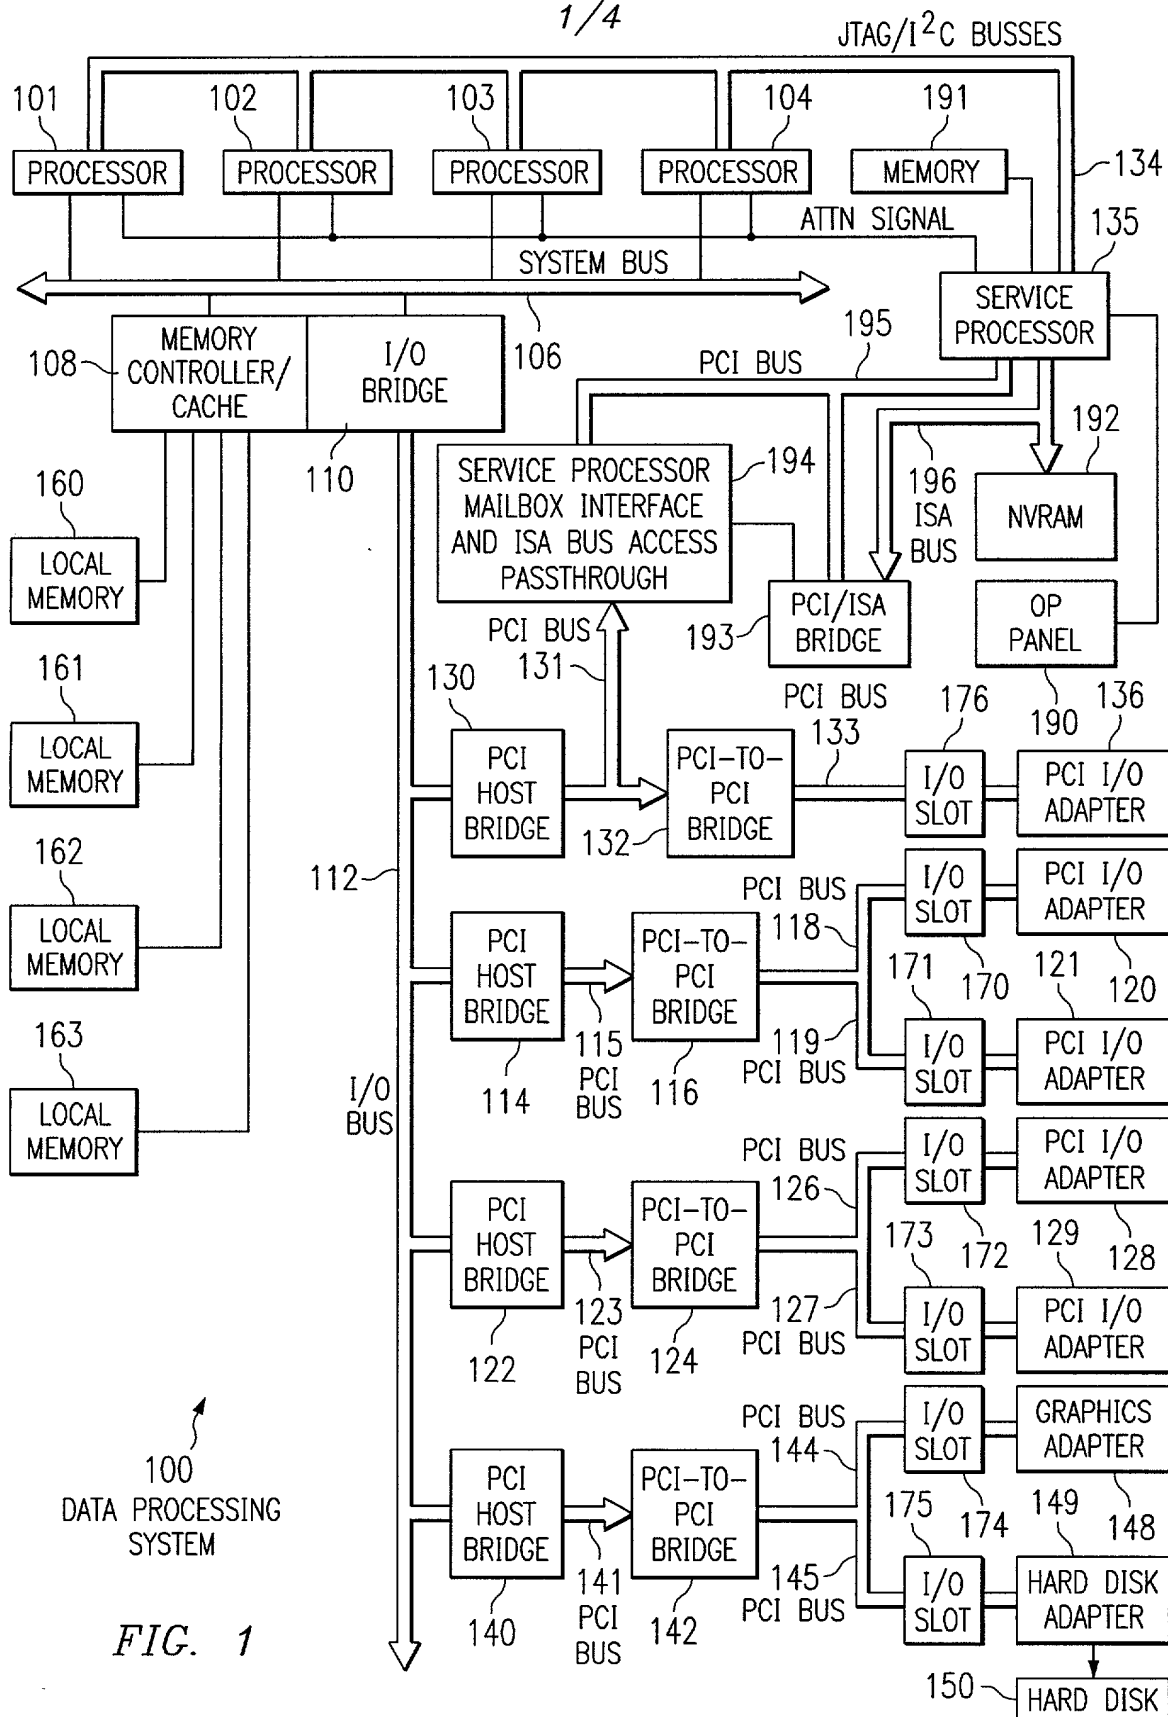 1/4
JTAG/I²C BUSSES
101
102
103
104
191
PROCESSOR
PROCESSOR
PROCESSOR
PROCESSOR
MEMORY
134
ATTN SIGNAL
135
SYSTEM BUS
SERVICE
PROCESSOR
108
MEMORY
CONTROLLER/
CACHE
I/O
BRIDGE
106
195
PCI BUS
110
192
194
SERVICE PROCESSOR
MAILBOX INTERFACE
AND ISA BUS ACCESS
PASSTHROUGH
196
ISA
BUS
NVRAM
160
LOCAL
MEMORY
PCI BUS
131
193
PCI/ISA
BRIDGE
OP
PANEL
190
161
LOCAL
MEMORY
130
PCI
HOST
BRIDGE
PCI-TO-
PCI
BRIDGE
132
PCI BUS
133
176
I/O
SLOT
136
PCI I/O
ADAPTER
162
LOCAL
MEMORY
112
PCI
HOST
BRIDGE
114
115
PCI
BUS
PCI-TO-
PCI
BRIDGE
116
PCI BUS
118
I/O
SLOT
170
PCI I/O
ADAPTER
120
171
119
PCI BUS
I/O
SLOT
121
PCI I/O
ADAPTER
163
LOCAL
MEMORY
I/O
BUS
PCI
HOST
BRIDGE
122
123
PCI
BUS
PCI-TO-
PCI
BRIDGE
124
PCI BUS
126
I/O
SLOT
172
PCI I/O
ADAPTER
128
173
127
PCI BUS
I/O
SLOT
129
PCI I/O
ADAPTER
100
DATA PROCESSING
SYSTEM
PCI
HOST
BRIDGE
140
141
PCI
BUS
PCI-TO-
PCI
BRIDGE
142
PCI BUS
144
I/O
SLOT
174
GRAPHICS
ADAPTER
148
175
145
PCI BUS
I/O
SLOT
149
HARD DISK
ADAPTER
150
HARD DISK
FIG. 1